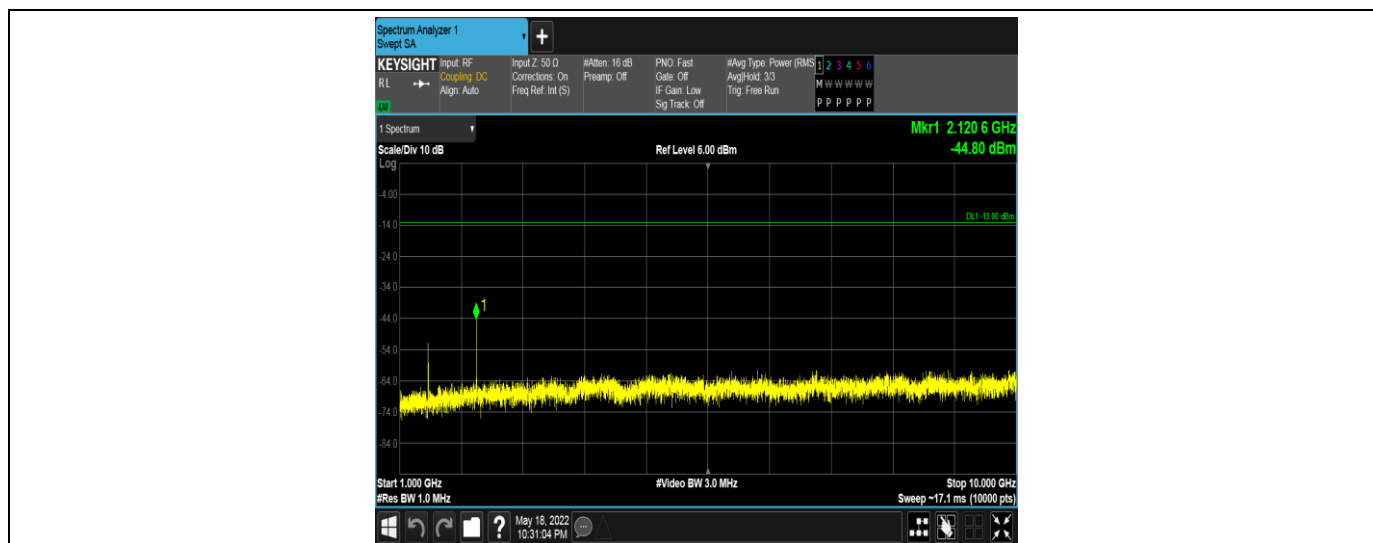 Spectrum Analyzer 1
Swept SA
+
KEYSIGHT Input: RF Input Z: 50 Ω #Atten: 16 dB PNO: Fast #Avg Type: Power (RMS 1 2 3 4 5 6
RL Coupling: DC Corrections: On Preamp: Off Gate: Off Avg|Hold: 3/3 M W W W W W
Align: Auto Freq Ref: Int (S) IF Gain: Low Trig: Free Run
Sig Track: Off P P P P P P
1 Spectrum Mkr1 2.120 6 GHz
Scale/Div 10 dB Ref Level 6.00 dBm -44.80 dBm
Log
-4.00
DL1 -13.00 dBm
-14.0
-24.0
-34.0
1
-44.0
-54.0
-64.0
-74.0
-84.0
Start 1.000 GHz #Video BW 3.0 MHz Stop 10.000 GHz
#Res BW 1.0 MHz Sweep ~17.1 ms (10000 pts)
? May 18, 2022
10:31:04 PM